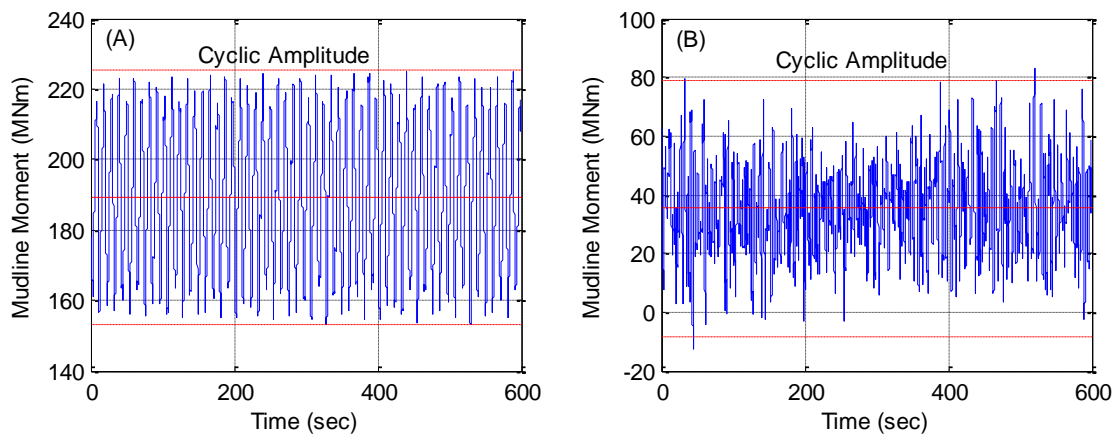 (A)
Cyclic Amplitude
240
220
200
180
160
140
0
200
400
600
Mudline Moment (MNm)
Time (sec)
(B)
Cyclic Amplitude
100
80
60
40
20
0
-20
0
200
400
600
Mudline Moment (MNm)
Time (sec)